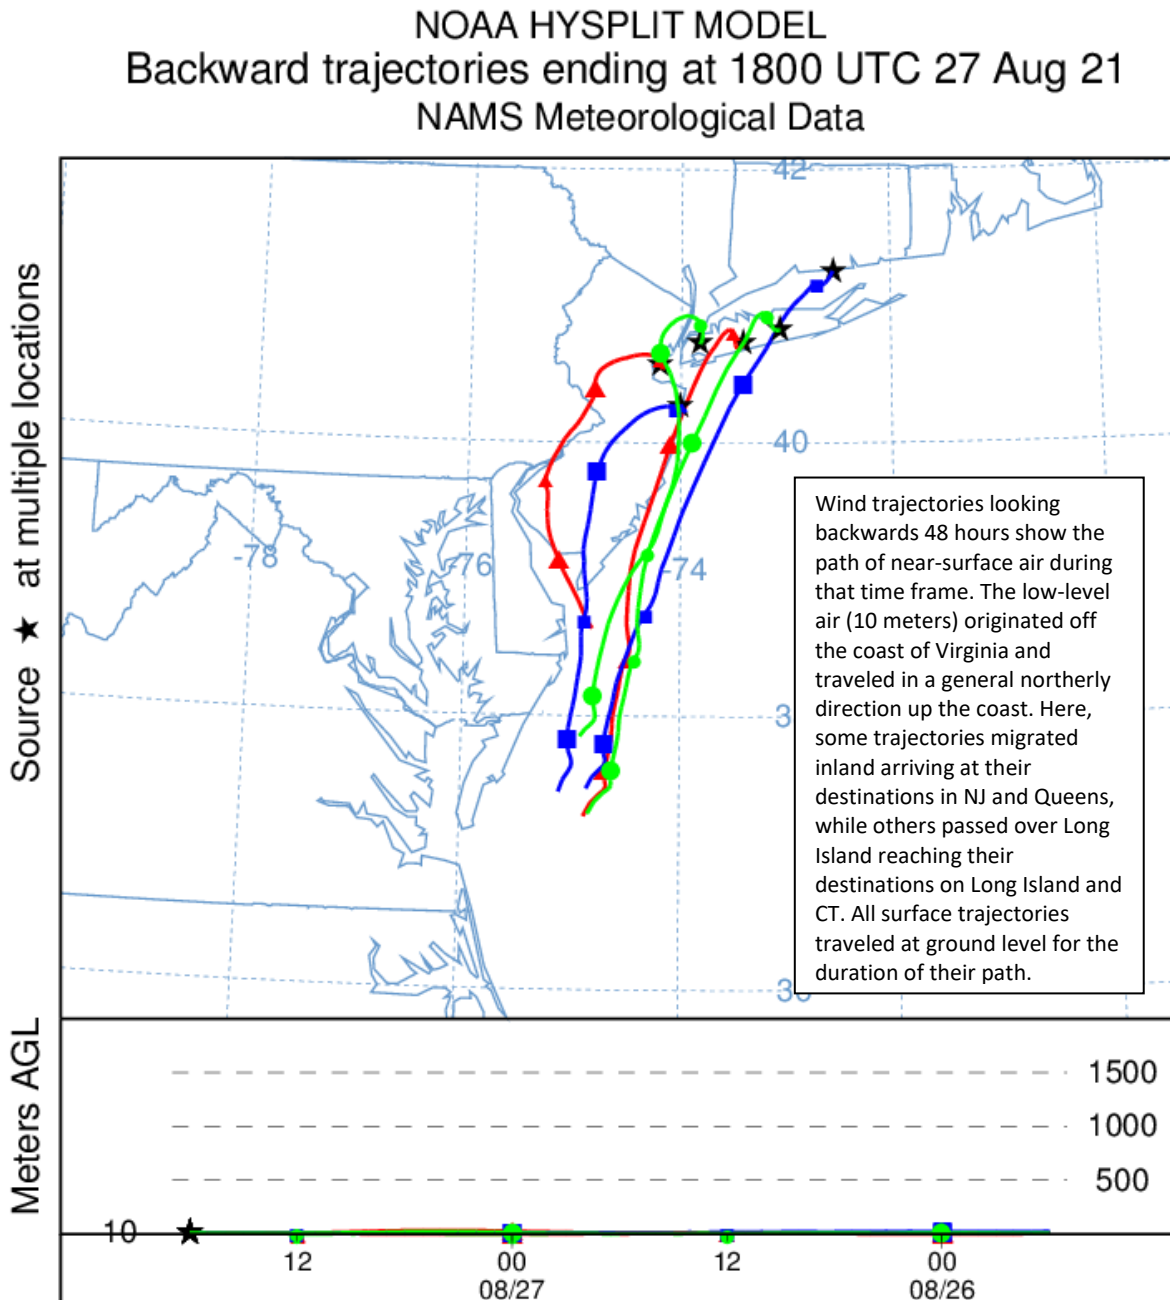 NOAA HYSPLIT MODEL
Backward trajectories ending at 1800 UTC 27 Aug 21
NAMS Meteorological Data
Source ★ at multiple locations
42
40
-78
-76
-74
3
Wind trajectories looking
backwards 48 hours show the
path of near-surface air during
that time frame. The low-level
air (10 meters) originated off
the coast of Virginia and
traveled in a general northerly
direction up the coast. Here,
some trajectories migrated
inland arriving at their
destinations in NJ and Queens,
while others passed over Long
Island reaching their
destinations on Long Island and
CT. All surface trajectories
traveled at ground level for the
duration of their path.
Meters AGL
1500
1000
500
10
12 00 12 00
08/27 08/26